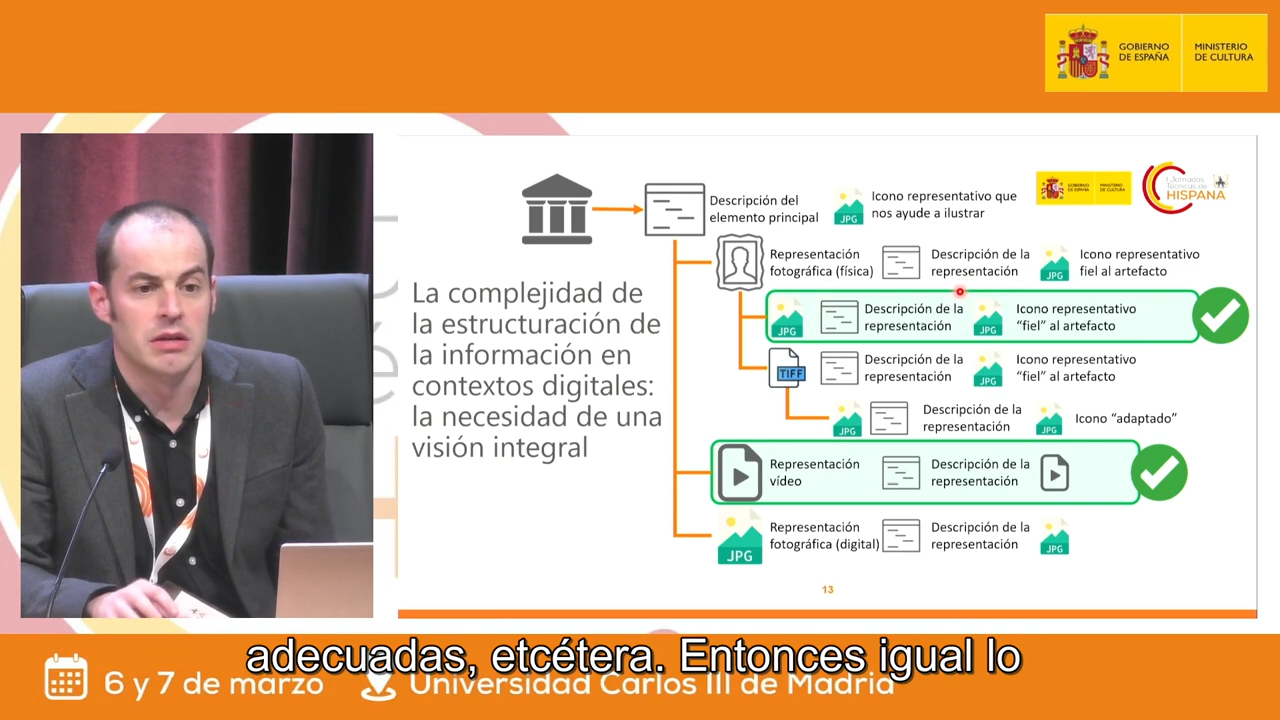 GOBIERNO
DE ESPAÑA
MINISTERIO
DE CULTURA
Descripción del
elemento principal
JPG
Icono representativo que
nos ayude a ilustrar
GOBIERNO
DE ESPAÑA
MINISTERIO
DE CULTURA
I Jornadas
Técnicas de
HISPANA
Representación
fotográfica (física)
Descripción de la
representación
JPG
Icono representativo
fiel al artefacto
La complejidad de
la estructuración de
la información en
contextos digitales:
la necesidad de una
visión integral
JPG
Descripción de la
representación
JPG
Icono representativo
“fiel” al artefacto
TIFF
Descripción de la
representación
JPG
Icono representativo
“fiel” al artefacto
JPG
Descripción de la
representación
JPG
Icono “adaptado”
Representación
vídeo
Descripción de la
representación
JPG
Representación
fotográfica (digital)
Descripción de la
representación
JPG
13
adecuadas, etcétera. Entonces igual lo
6 y 7 de marzo
Universidad Carlos III de Madrid